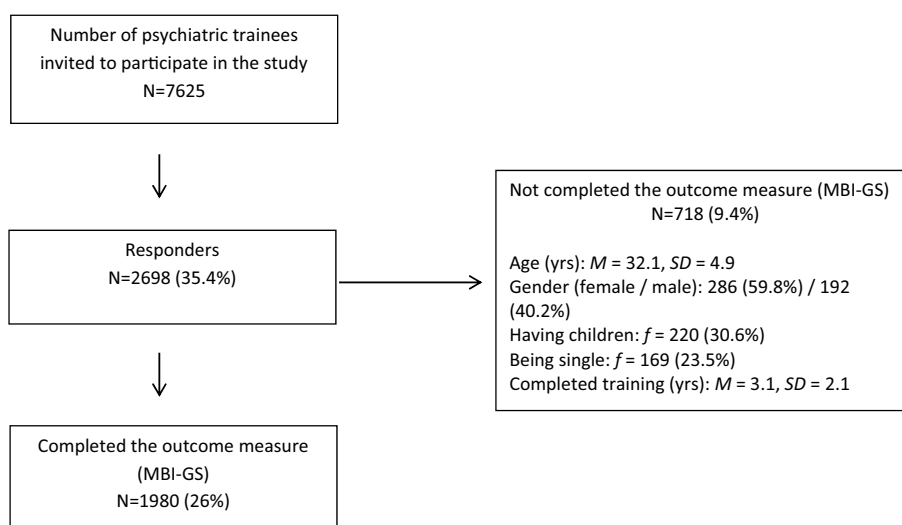 Number of psychiatric trainees
invited to participate in the study
N=7625
Responders
N=2698 (35.4%)
Not completed the outcome measure (MBI-GS)
N=718 (9.4%)
Age (yrs): M = 32.1, SD = 4.9
Gender (female / male): 286 (59.8%) / 192
(40.2%)
Having children: f = 220 (30.6%)
Being single: f = 169 (23.5%)
Completed training (yrs): M = 3.1, SD = 2.1
Completed the outcome measure
(MBI-GS)
N=1980 (26%)